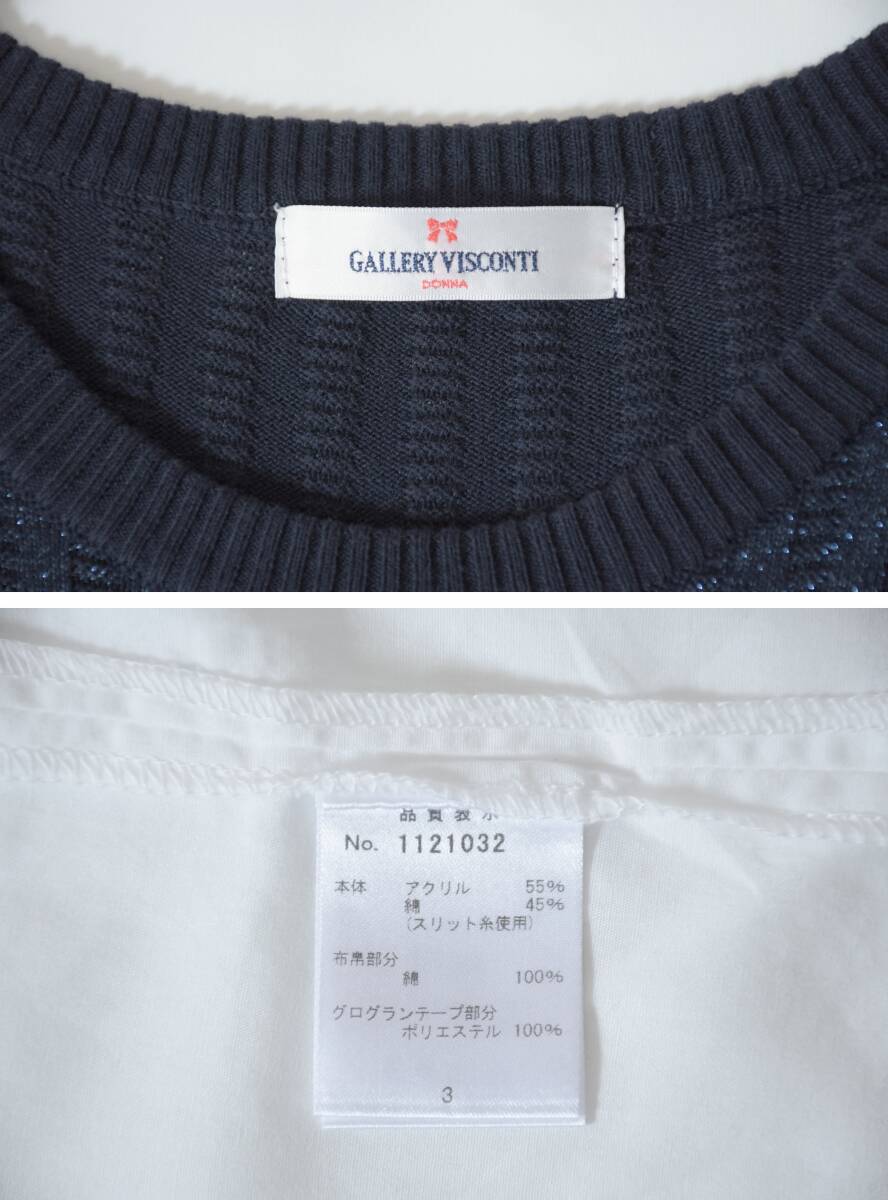 GALLERY VISCONTI
DONNA
品質表示
No. 1121032
本体 アクリル 55%
綿 45%
(スリット糸使用)
布帛部分
綿 100%
グログランテープ部分
ポリエステル 100%
3